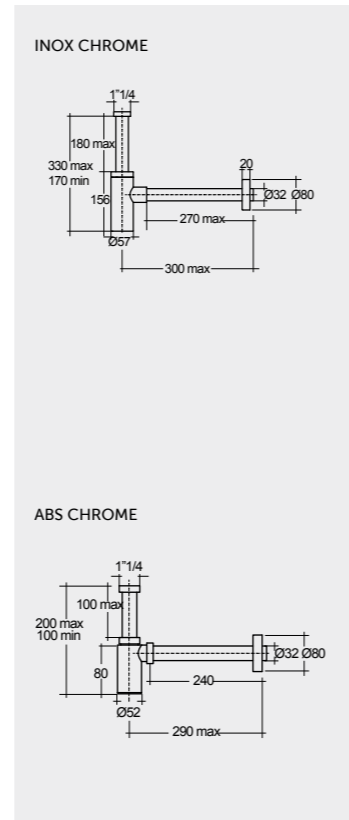 INOX CHROME
1"1/4
180 max
330 max
170 min
156
20
Ø32 Ø80
270 max
Ø57
300 max
ABS CHROME
1"1/4
100 max
200 max
100 min
80
Ø32 Ø80
240
Ø52
290 max